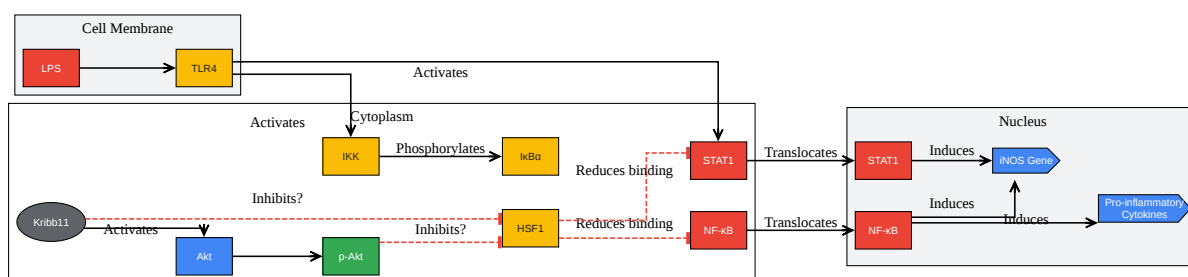 Cell Membrane
LPS
TLR4
Activates
Activates
Cytoplasm
Nucleus
IKK
Phosphorylates
IκBα
STAT1
Translocates
STAT1
Induces
iNOS Gene
Reduces binding
Inhibits?
Kribb11
Activates
Akt
p-Akt
Inhibits?
HSF1
Reduces binding
NF-κB
Translocates
NF-κB
Induces
Induces
Pro-inflammatory
Cytokines